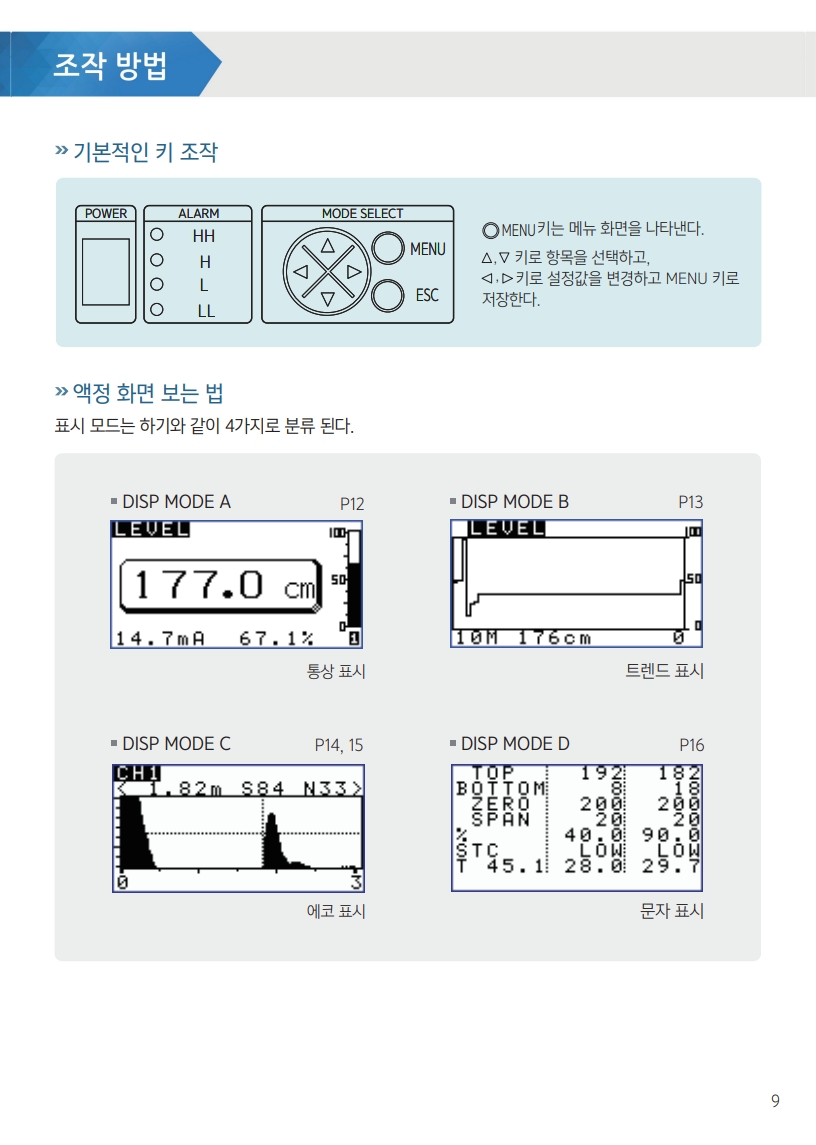 조작 방법
» 기본적인 키 조작
POWER
ALARM
HH
H
L
LL
MODE SELECT
MENU
ESC
◎MENU키는 메뉴 화면을 나타낸다.
△,▽ 키로 항목을 선택하고,
◁,▷키로 설정값을 변경하고 MENU 키로
저장한다.
» 액정 화면 보는 법
표시 모드는 하기와 같이 4가지로 분류 된다.
▪ DISP MODE A P12
LEVEL
100
177.0 cm
50
0
14.7mA 67.1% 1
통상 표시
▪ DISP MODE B P13
LEVEL
100
50
0
10M 176cm 0
트렌드 표시
▪ DISP MODE C P14, 15
CH1
< 1.82m S84 N33>
0 3
에코 표시
▪ DISP MODE D P16
TOP 192 182
BOTTOM 8 18
ZERO 200 200
SPAN 20 20
% 40.0 90.0
STC LOW LOW
T 45.1 28.0 29.7
문자 표시
9